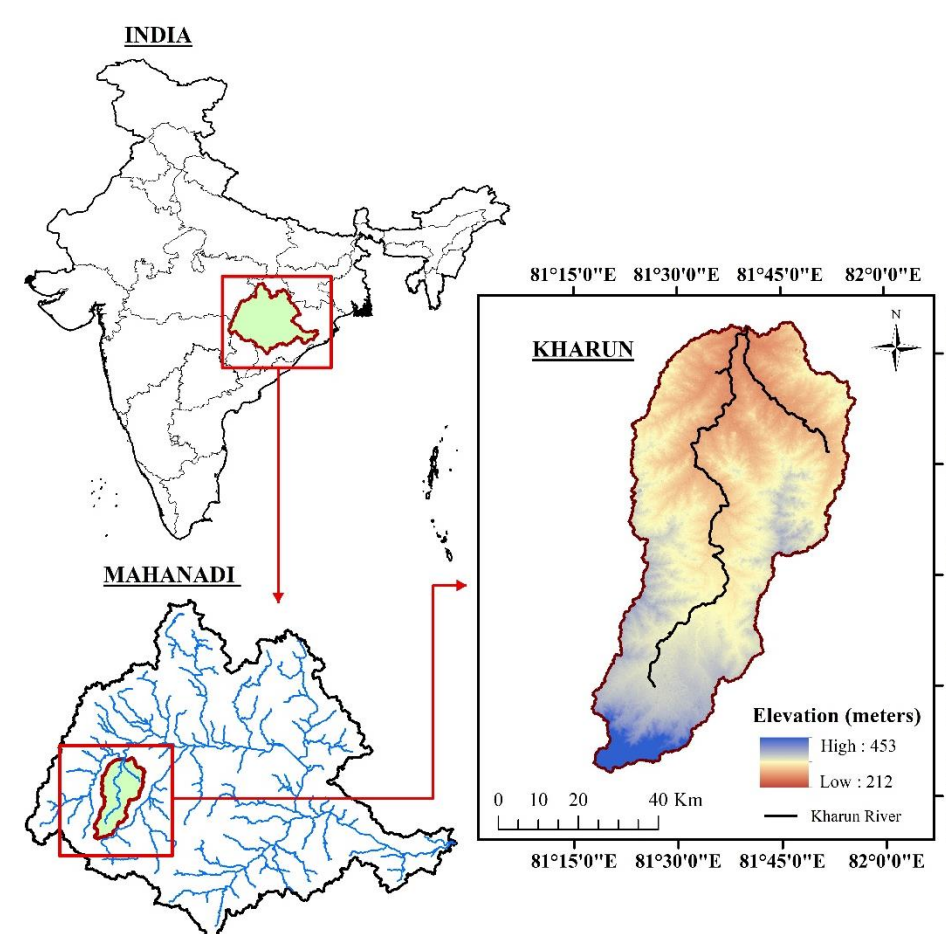 INDIA
81°15'0"E 81°30'0"E 81°45'0"E 82°0'0"E
N
KHARUN
MAHANADI
Elevation (meters)
High : 453
Low : 212
Kharun River
0 10 20 40 Km
81°15'0"E 81°30'0"E 81°45'0"E 82°0'0"E